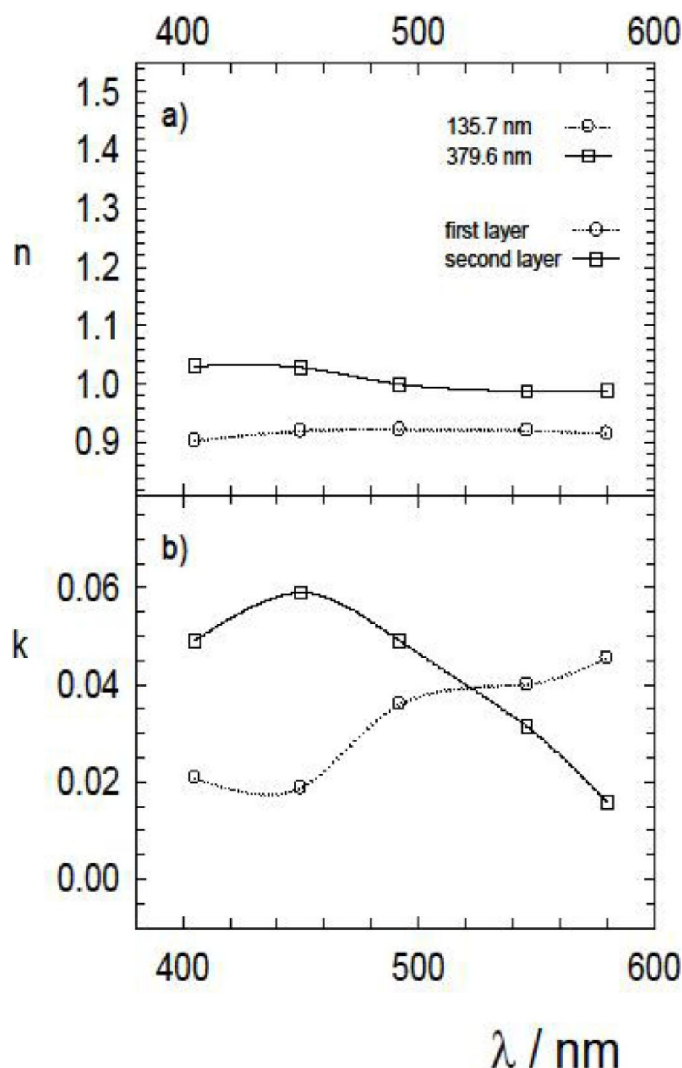 400 500 600
a)
1.5
1.4
1.3
1.2
1.1
1.0
0.9
n
135.7 nm
379.6 nm
first layer
second layer
b)
0.06
0.04
0.02
0.00
k
400 500 600
λ / nm